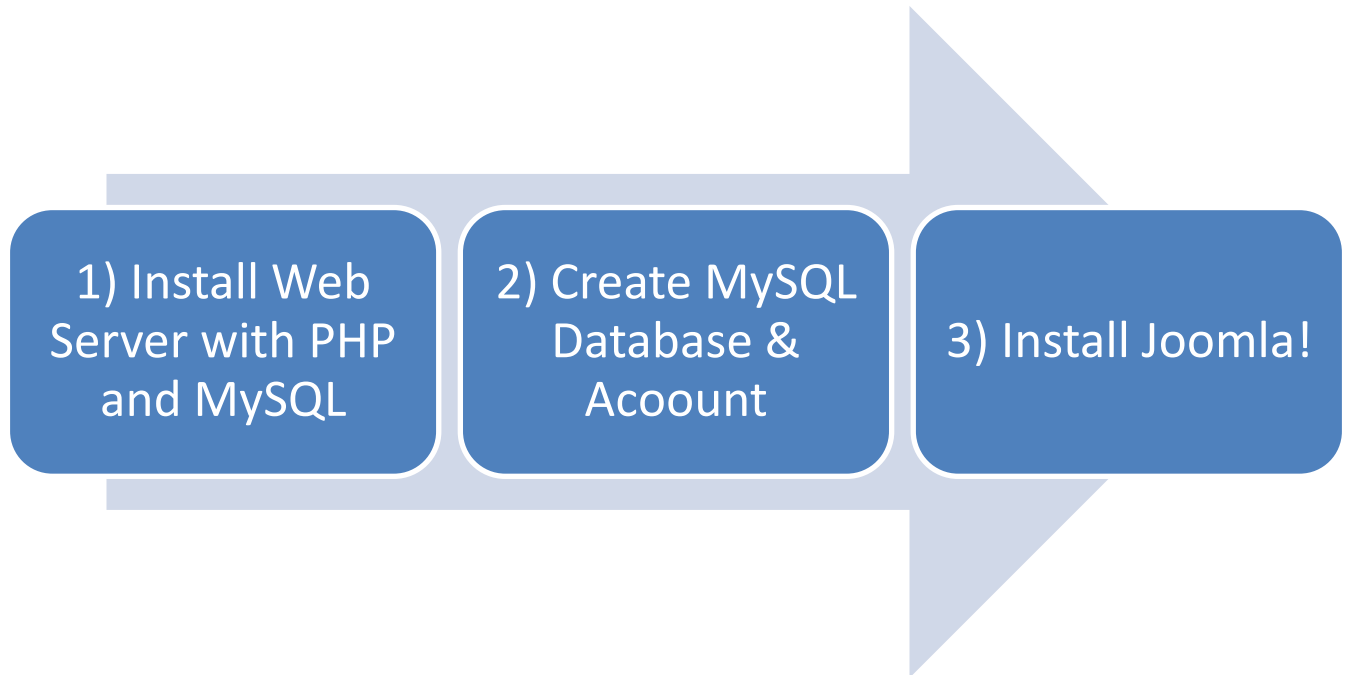 1) Install Web
Server with PHP
and MySQL
2) Create MySQL
Database &
Acoount
3) Install Joomla!